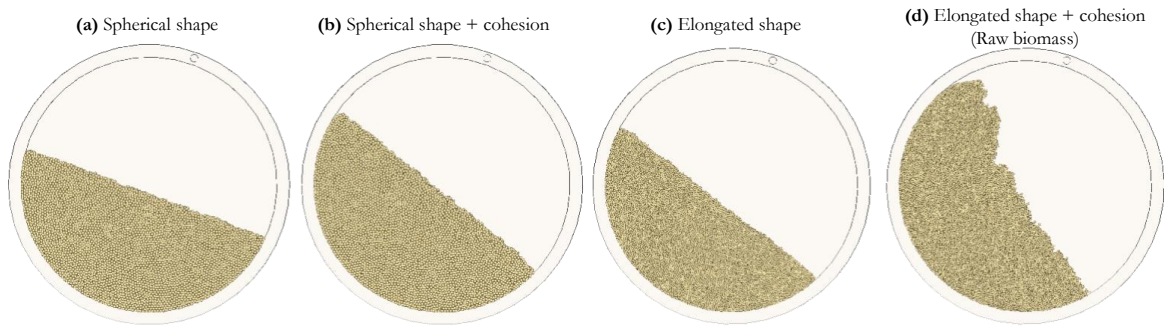 (a) Spherical shape
(b) Spherical shape + cohesion
(c) Elongated shape
(d) Elongated shape + cohesion
(Raw biomass)